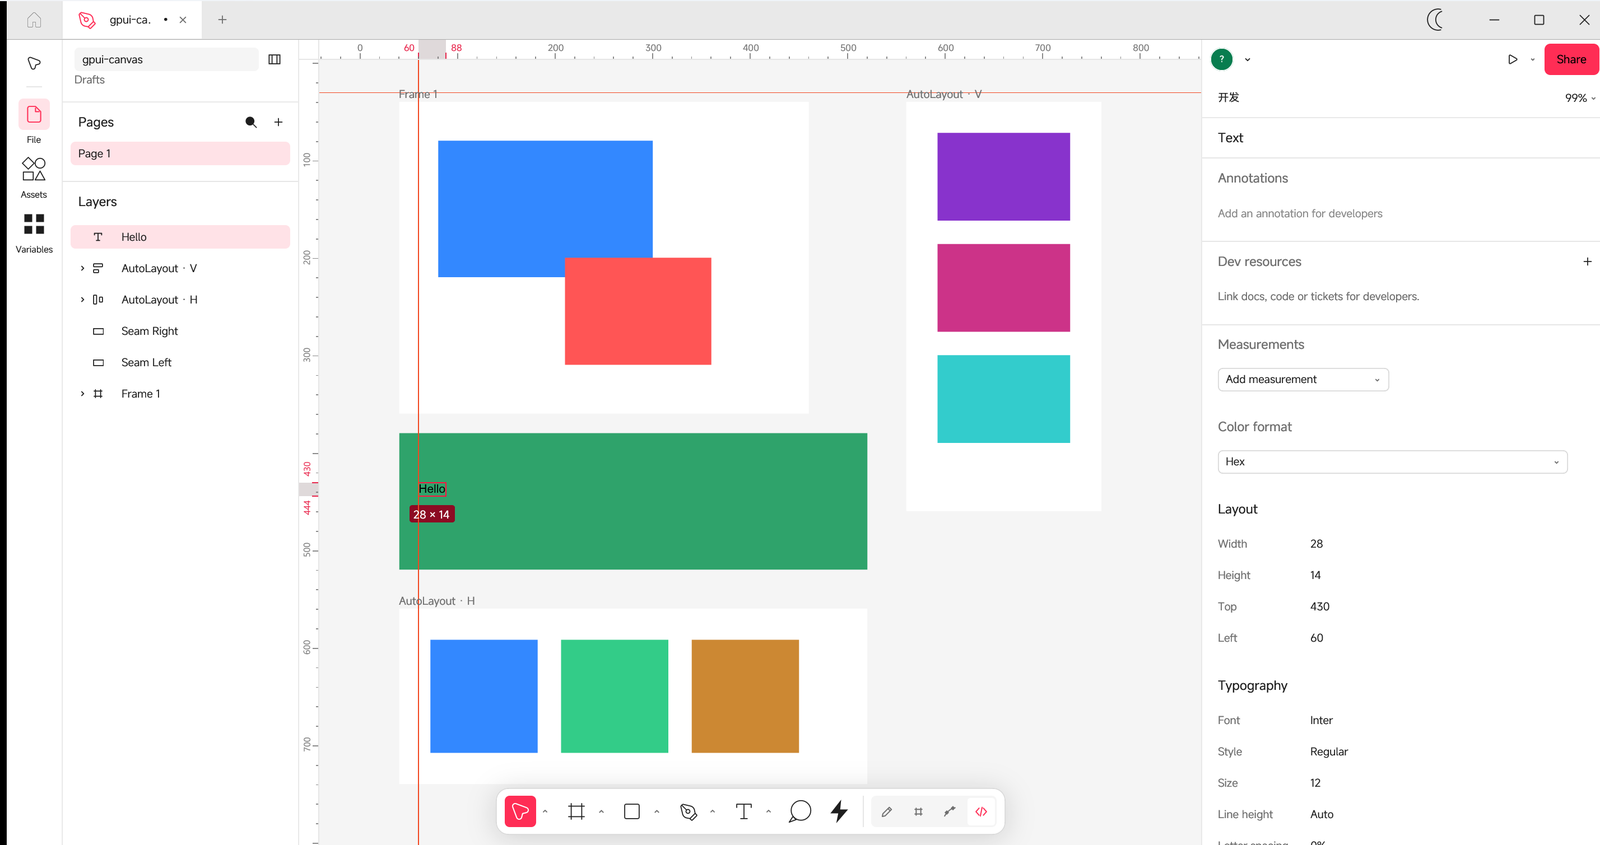 gpui-ca.
gpui-canvas
Drafts
File
Assets
Variables
Pages
Page 1
Layers
Hello
AutoLayout · V
AutoLayout · H
Seam Right
Seam Left
Frame 1
0
60
88
200
300
400
500
600
700
800
100
200
300
430
444
500
600
700
Frame 1
AutoLayout · V
Hello
28 × 14
AutoLayout · H
?
Share
开发
99%
Text
Annotations
Add an annotation for developers
Dev resources
Link docs, code or tickets for developers.
Measurements
Add measurement
Color format
Hex
Layout
Width 28
Height 14
Top 430
Left 60
Typography
Font Inter
Style Regular
Size 12
Line height Auto
Letter spacing 0%